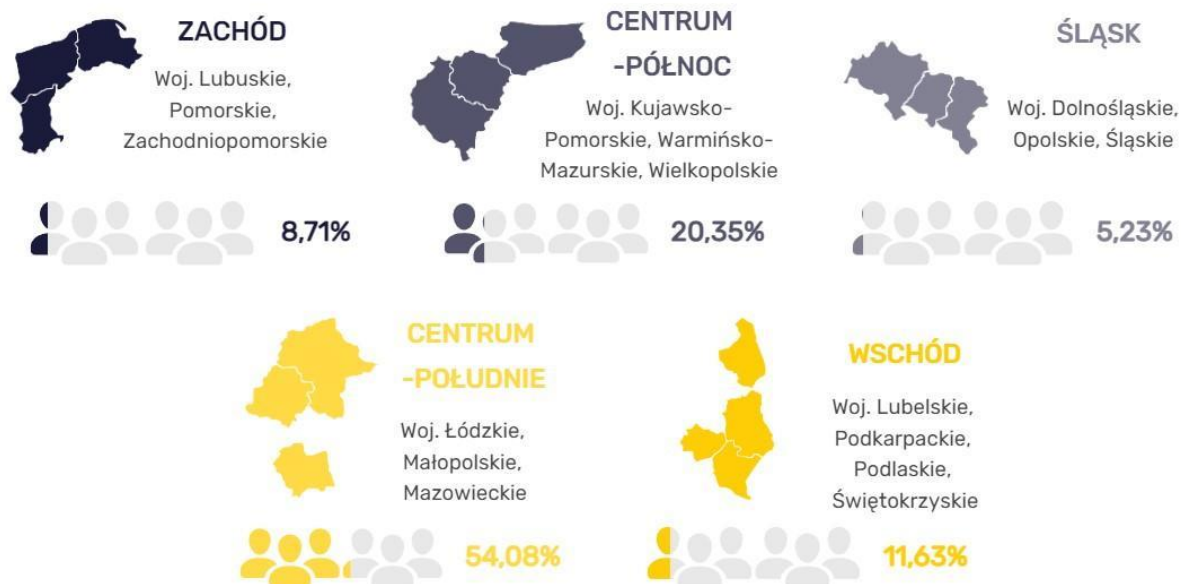 ZACHÓD
Woj. Lubuskie,
Pomorskie,
Zachodniopomorskie
8,71%
CENTRUM
-PÓŁNOC
Woj. Kujawsko-
Pomorskie, Warmińsko-
Mazurskie, Wielkopolskie
20,35%
ŚLĄSK
Woj. Dolnośląskie,
Opolskie, Śląskie
5,23%
CENTRUM
-POŁUDNIE
Woj. Łódzkie,
Małopolskie,
Mazowieckie
54,08%
WSCHÓD
Woj. Lubelskie,
Podkarpackie,
Podlaskie,
Świętokrzyskie
11,63%